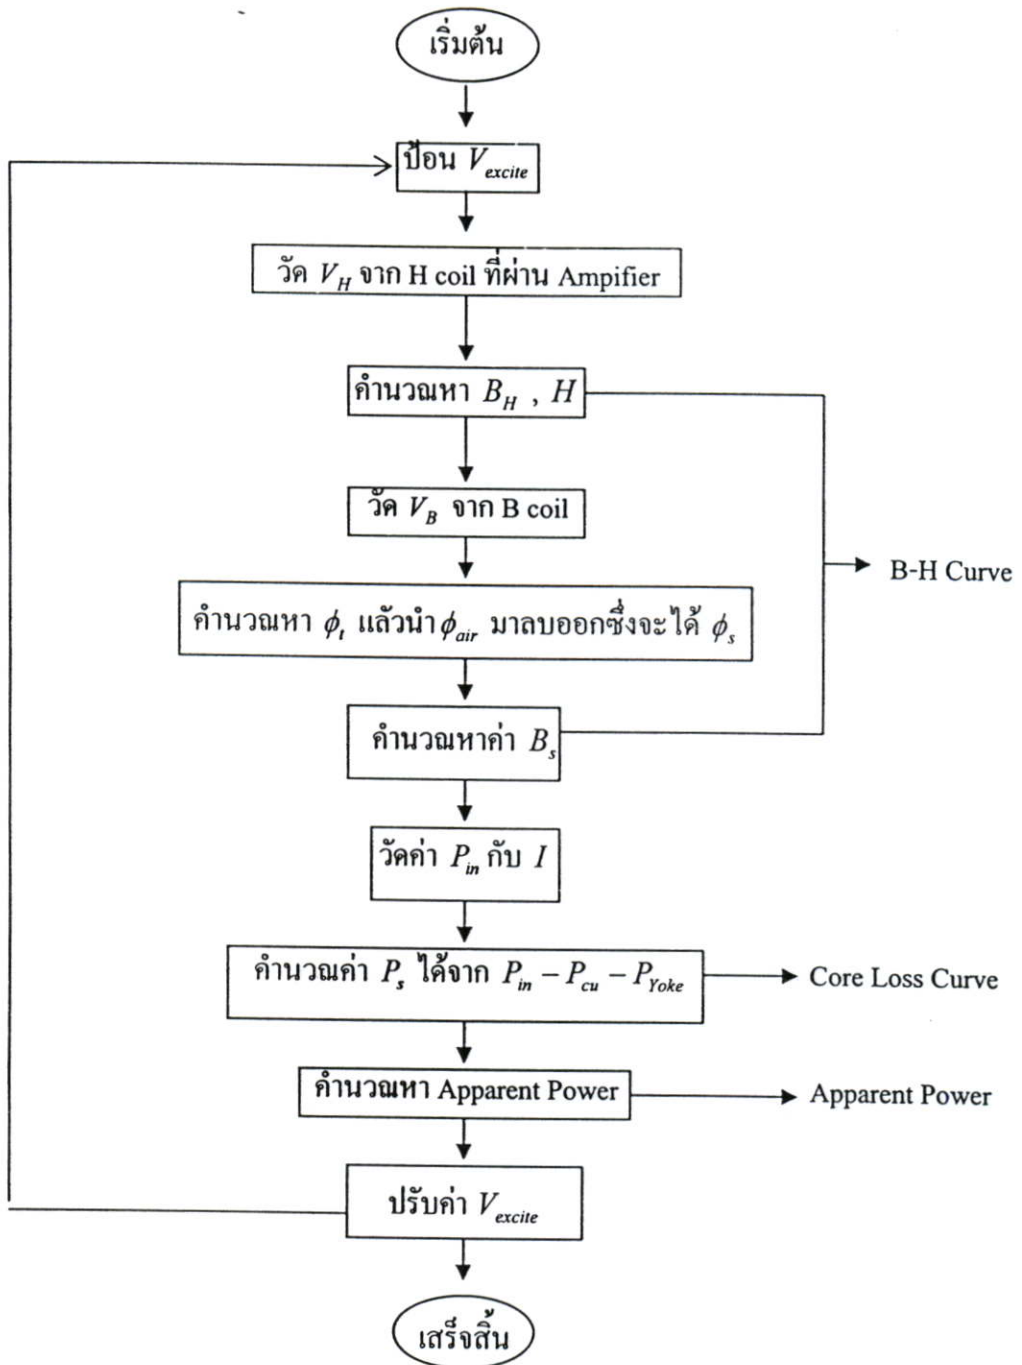 เริ่มต้น
ป้อน V_excite
วัด V_H จาก H coil ที่ผ่าน Ampifier
คำนวณหา B_H , H
วัด V_B จาก B coil
B-H Curve
คำนวณหา ϕ_t แล้วนำ ϕ_air มาลบออกซึ่งจะได้ ϕ_s
คำนวณหาค่า B_s
วัดค่า P_in กับ I
คำนวณค่า P_s ได้จาก P_in − P_cu − P_Yoke
Core Loss Curve
คำนวณหา Apparent Power
Apparent Power
ปรับค่า V_excite
เสร็จสิ้น